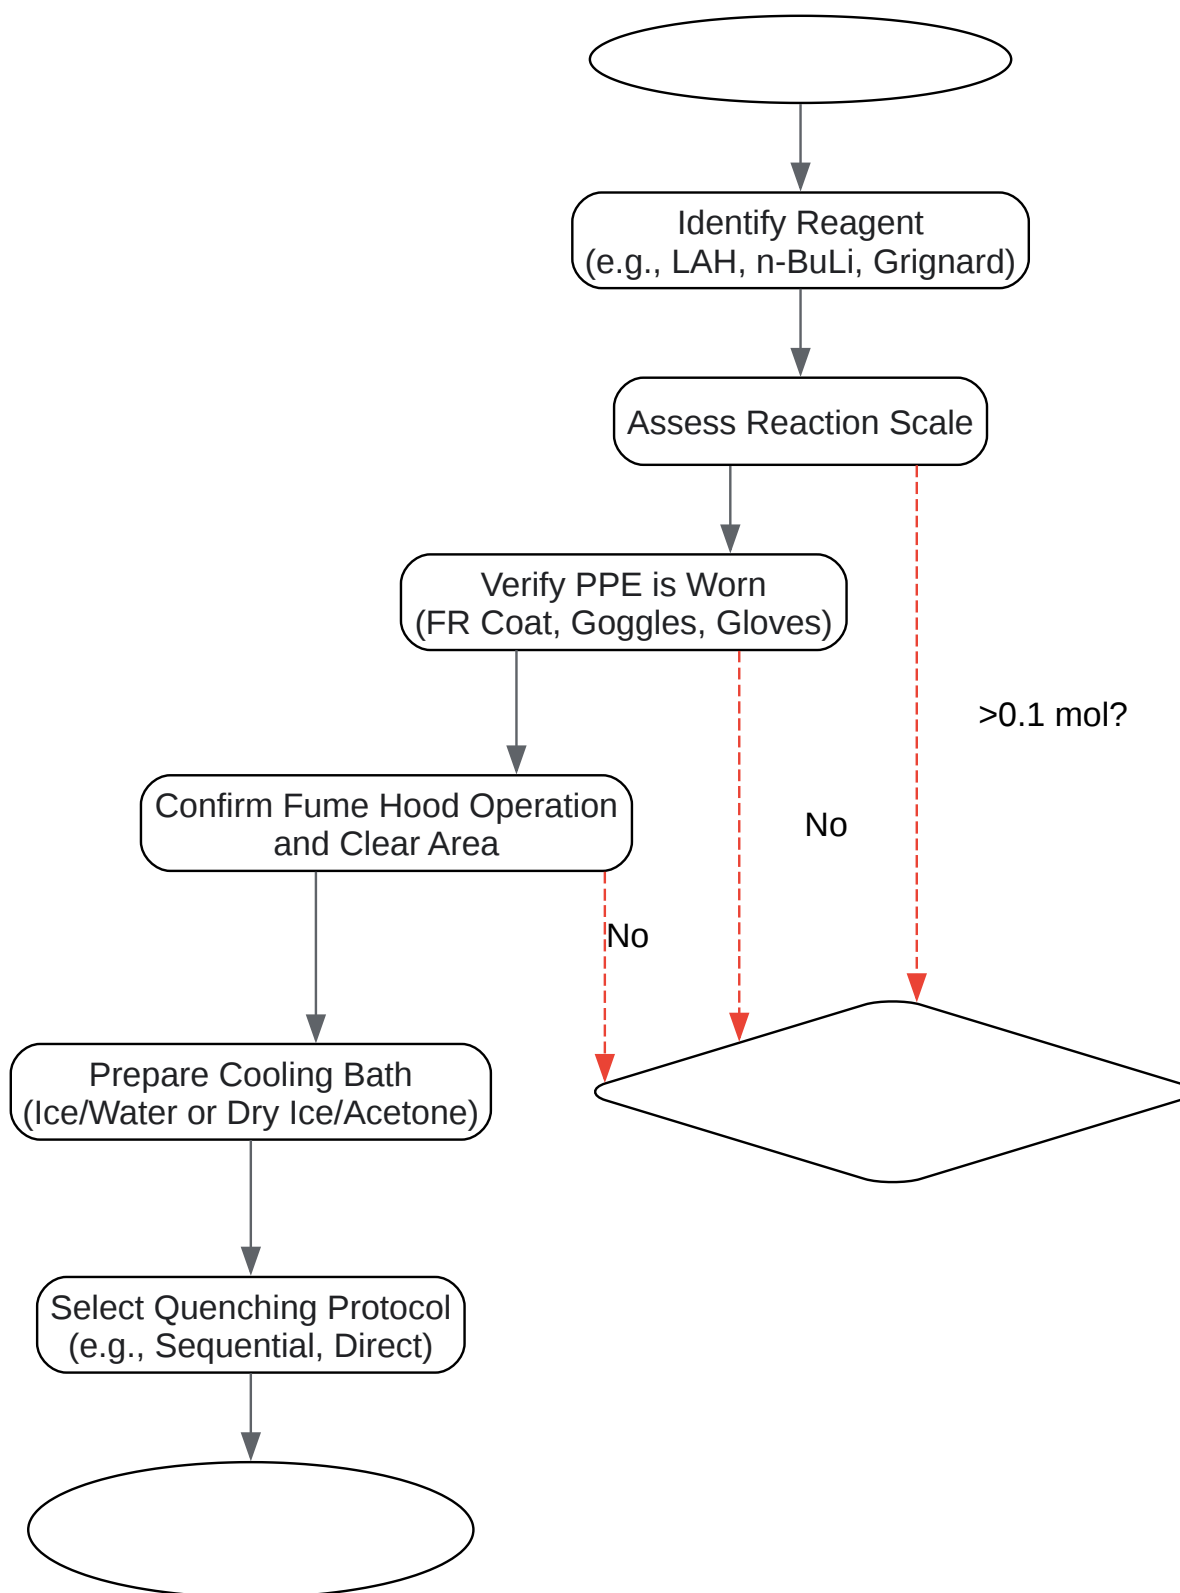 Identify Reagent
(e.g., LAH, n-BuLi, Grignard)
Assess Reaction Scale
Verify PPE is Worn
(FR Coat, Goggles, Gloves)
>0.1 mol?
Confirm Fume Hood Operation
and Clear Area
No
No
Prepare Cooling Bath
(Ice/Water or Dry Ice/Acetone)
Select Quenching Protocol
(e.g., Sequential, Direct)